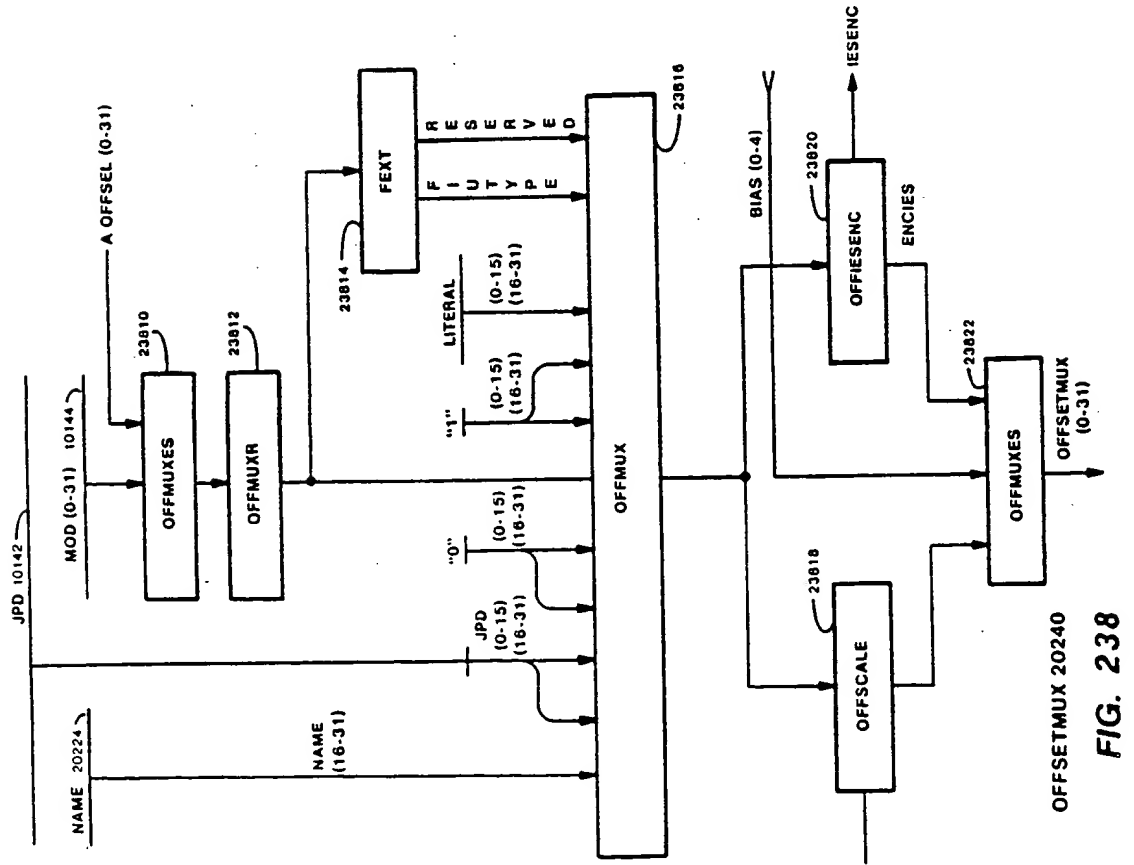 JPD 10142
MOD (0-31) 10144
A OFFSEL (0-31)
NAME 20224
OFFMUXES
23810
OFFMUXR
23812
FEXT
23814
FIUTYPE
RESERVED
NAME
(16-31)
JPD
(0-15)
(16-31)
"0"
(0-15)
(16-31)
"1"
(0-15)
(16-31)
LITERAL
(0-15)
(16-31)
OFFMUX
23816
BIAS (0-4)
OFFSCALE
23818
OFFIESENC
23820
IESENC
ENCIES
OFFMUXES
23822
OFFSETMUX
(0-31)
OFFSETMUX 20240
FIG. 238